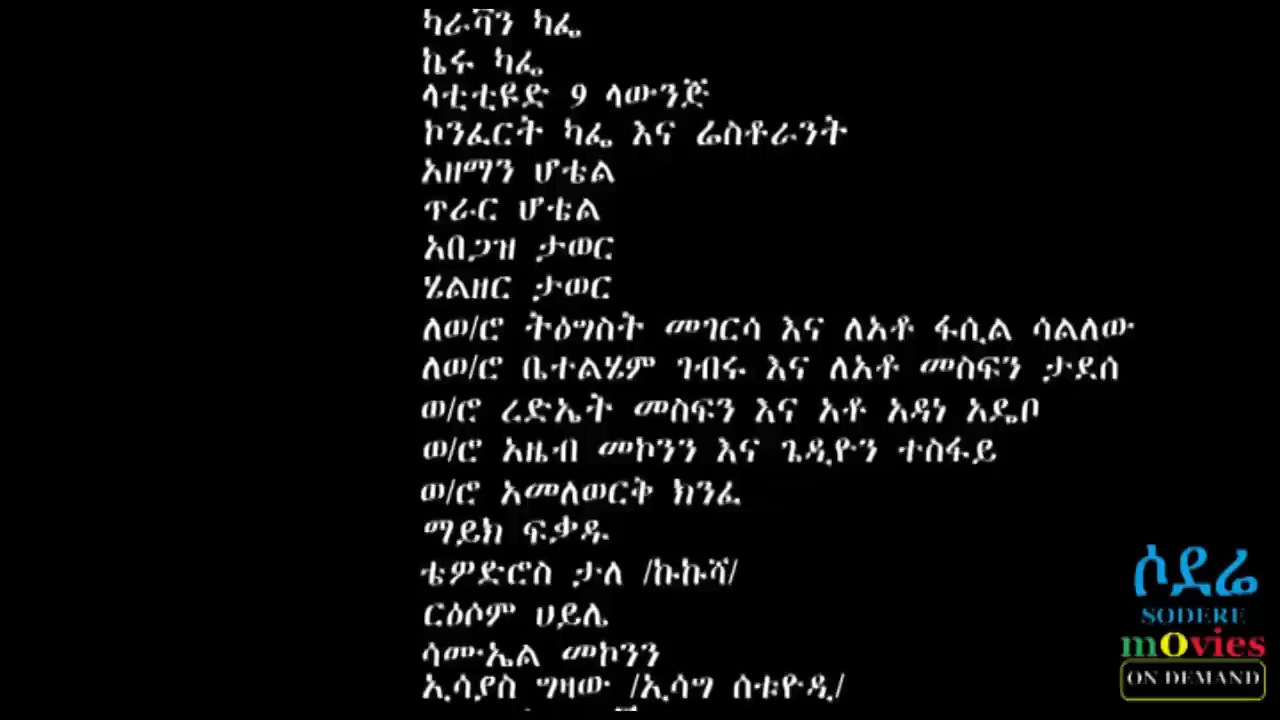 ካራቫን ካፌ
ኬሩ ካፌ
ላቲቲዩድ 9 ላውንጅ
ኮንፈርት ካፌ እና ሬስቶራንት
አዘማን ሆቴል
ጥራር ሆቴል
አበጋዝ ታወር
ሄልዘር ታወር
ለወ/ሮ ትዕግስት መገርሳ እና ለአቶ ፋሲል ሳልለው
ለወ/ሮ ቤተልሄም ገብሩ እና ለአቶ መስፍን ታደሰ
ወ/ሮ ረድኤት መስፍን እና አቶ አዳነ አዴቦ
ወ/ሮ አዜብ መኮንን እና ጌዲዮን ተስፋይ
ወ/ሮ አመለወርቅ ክንፈ
ማይክ ፍቃዱ
ቴዎድሮስ ታለ /ኩኩሻ/
ርዕሶም ሀይሌ
ሳሙኤል መኮንን
ኢሳያስ ግዛው /ኢሳግ ሰቱዮዲ/
ሶደሬ
SODERE
mOvies
ON DEMAND